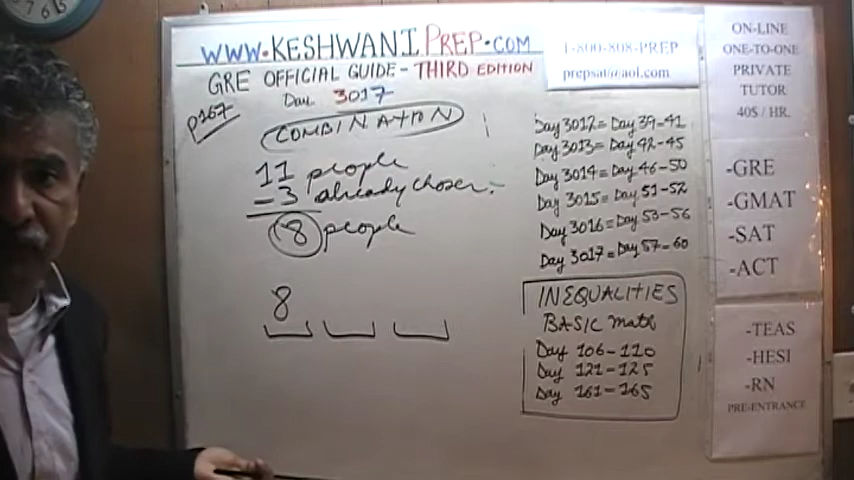 WWW.KESHWANIPREP.COM
GRE OFFICIAL GUIDE - THIRD EDITION
Day 3017
P167
COMBINATION
11 people
-3 already chosen
8 people
8
1-800-808-PREP
prepsat@aol.com
Day 3012 = Day 39-41
Day 3013 = Day 42-45
Day 3014 = Day 46-50
Day 3015 = Day 51-52
Day 3016 = Day 53-56
Day 3017 = Day 57-60
INEQUALITIES
BASIC math
Day 106-110
Day 121-125
Day 161-165
ON-LINE
ONE-TO-ONE
PRIVATE
TUTOR
40$ / HR.
-GRE
-GMAT
-SAT
-ACT
-TEAS
-HESI
-RN
PRE-ENTRANCE